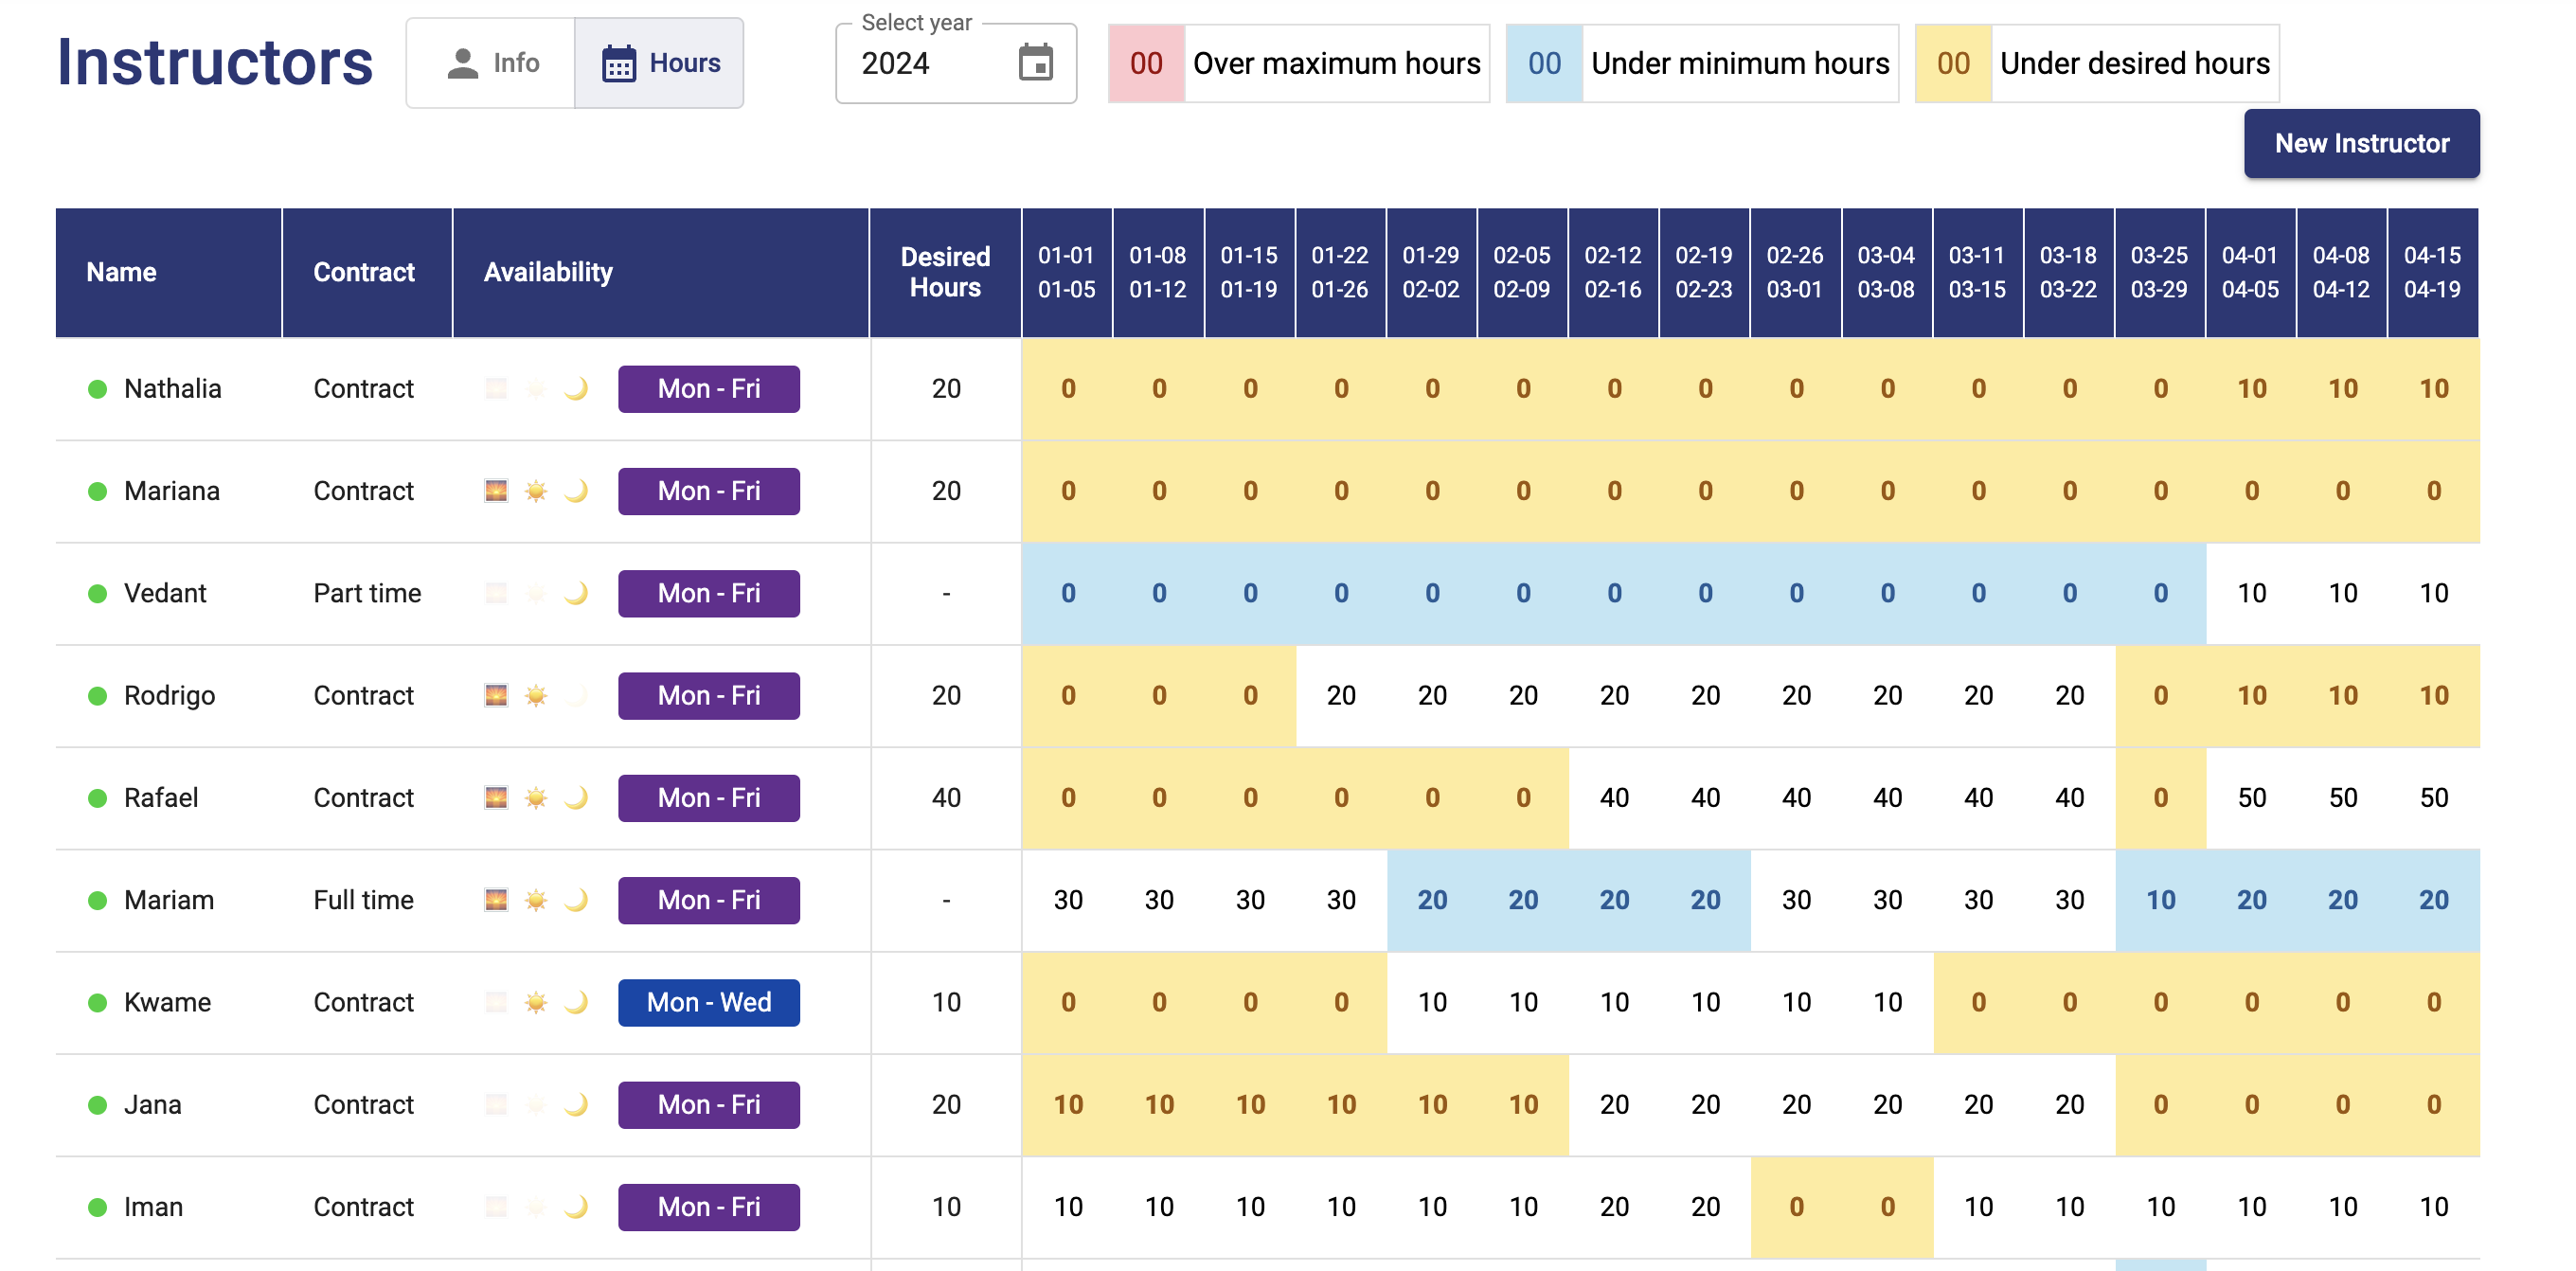 Instructors
Info
Hours
Select year
2024
00 Over maximum hours
00 Under minimum hours
00 Under desired hours
New Instructor
Name Contract Availability Desired Hours 01-01 01-05 01-08 01-12 01-15 01-19 01-22 01-26 01-29 02-02 02-05 02-09 02-12 02-16 02-19 02-23 02-26 03-01 03-04 03-08 03-11 03-15 03-18 03-22 03-25 03-29 04-01 04-05 04-08 04-12 04-15 04-19
Nathalia Contract Mon - Fri 20 0 0 0 0 0 0 0 0 0 0 0 0 0 10 10 10
Mariana Contract Mon - Fri 20 0 0 0 0 0 0 0 0 0 0 0 0 0 0 0 0
Vedant Part time Mon - Fri - 0 0 0 0 0 0 0 0 0 0 0 0 0 10 10 10
Rodrigo Contract Mon - Fri 20 0 0 0 20 20 20 20 20 20 20 20 20 0 10 10 10
Rafael Contract Mon - Fri 40 0 0 0 0 0 0 40 40 40 40 40 40 0 50 50 50
Mariam Full time Mon - Fri - 30 30 30 30 20 20 20 20 30 30 30 30 10 20 20 20
Kwame Contract Mon - Wed 10 0 0 0 0 10 10 10 10 10 10 0 0 0 0 0 0
Jana Contract Mon - Fri 20 10 10 10 10 10 10 20 20 20 20 20 20 0 0 0 0
Iman Contract Mon - Fri 10 10 10 10 10 10 10 20 20 0 0 10 10 10 10 10 10